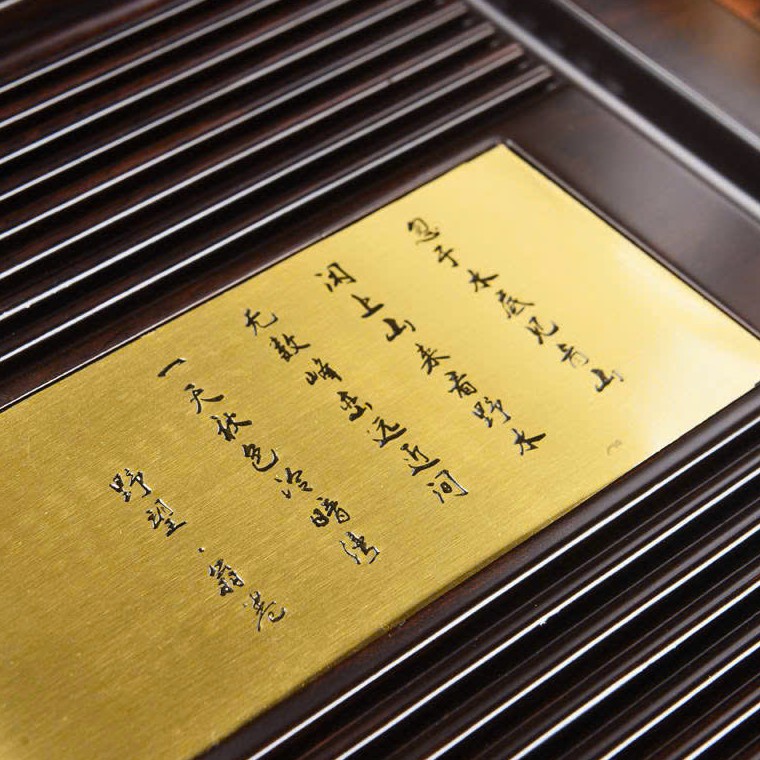 野望·翁卷
一天秋色冷暗湾
无数峰峦远近间
闲上山来看野水
忽于水底见青山